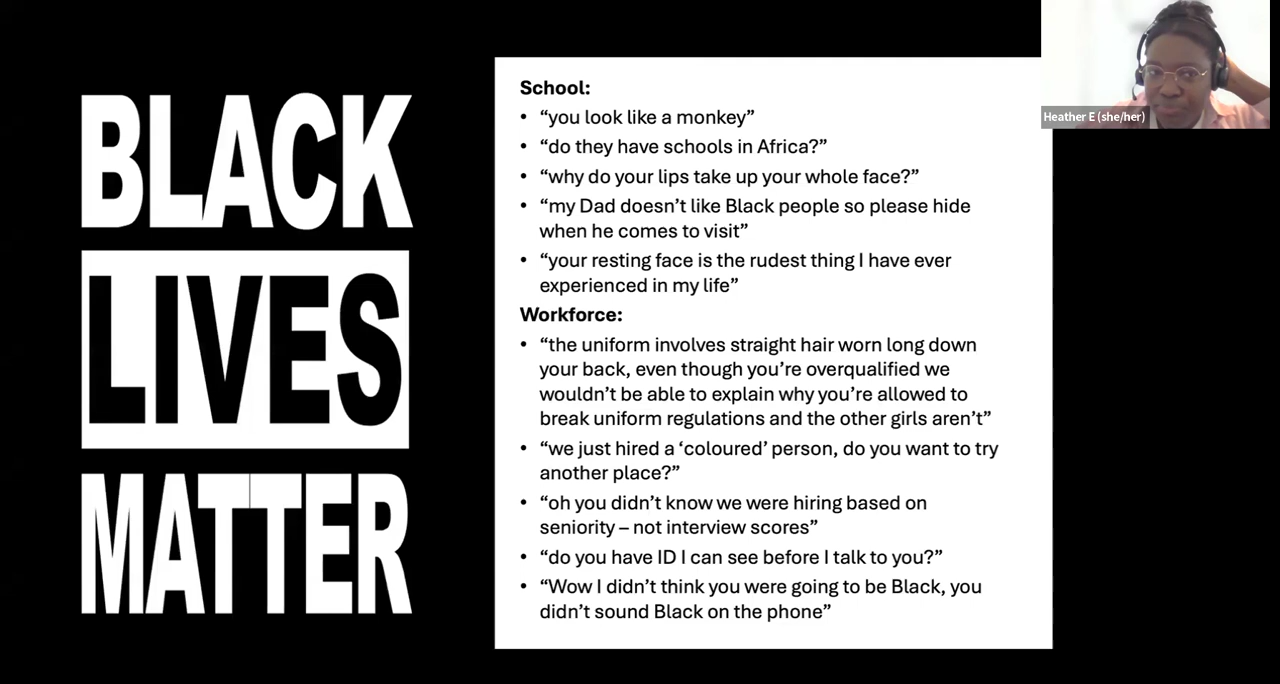 BLACK
LIVES
MATTER
School:
• “you look like a monkey”
• “do they have schools in Africa?”
• “why do your lips take up your whole face?”
• “my Dad doesn’t like Black people so please hide
when he comes to visit”
• “your resting face is the rudest thing I have ever
experienced in my life”
Workforce:
• “the uniform involves straight hair worn long down
your back, even though you’re overqualified we
wouldn’t be able to explain why you’re allowed to
break uniform regulations and the other girls aren’t”
• “we just hired a ‘coloured’ person, do you want to try
another place?”
• “oh you didn’t know we were hiring based on
seniority – not interview scores”
• “do you have ID I can see before I talk to you?”
• “Wow I didn’t think you were going to be Black, you
didn’t sound Black on the phone”
Heather E (she/her)